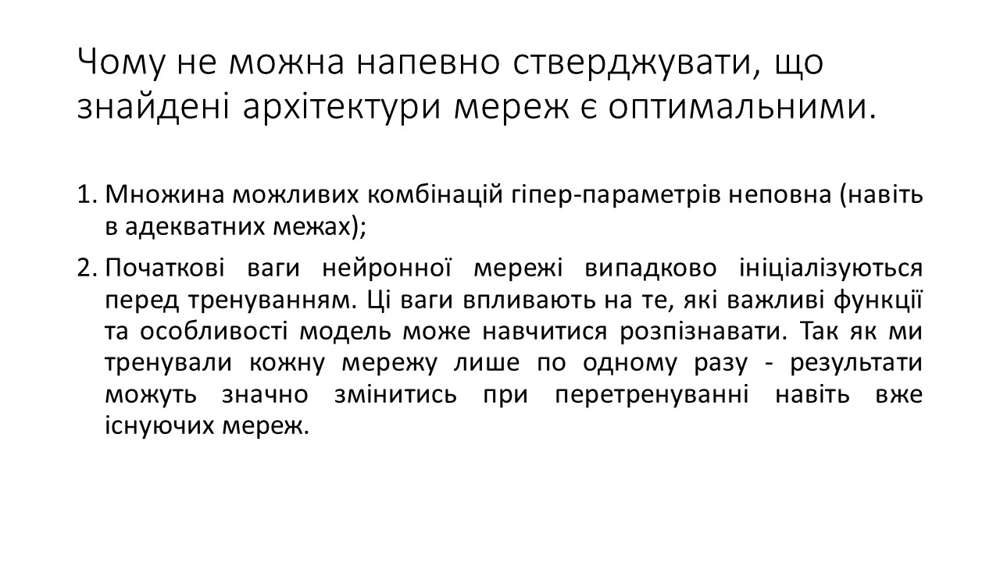 Чому не можна напевно стверджувати, що
знайдені архітектури мереж є оптимальними.
1. Множина можливих комбінацій гіпер-параметрів неповна (навіть
в адекватних межах);
2. Початкові ваги нейронної мережі випадково ініціалізуються
перед тренуванням. Ці ваги впливають на те, які важливі функції
та особливості модель може навчитися розпізнавати. Так як ми
тренували кожну мережу лише по одному разу - результати
можуть значно змінитись при перетренуванні навіть вже
існуючих мереж.